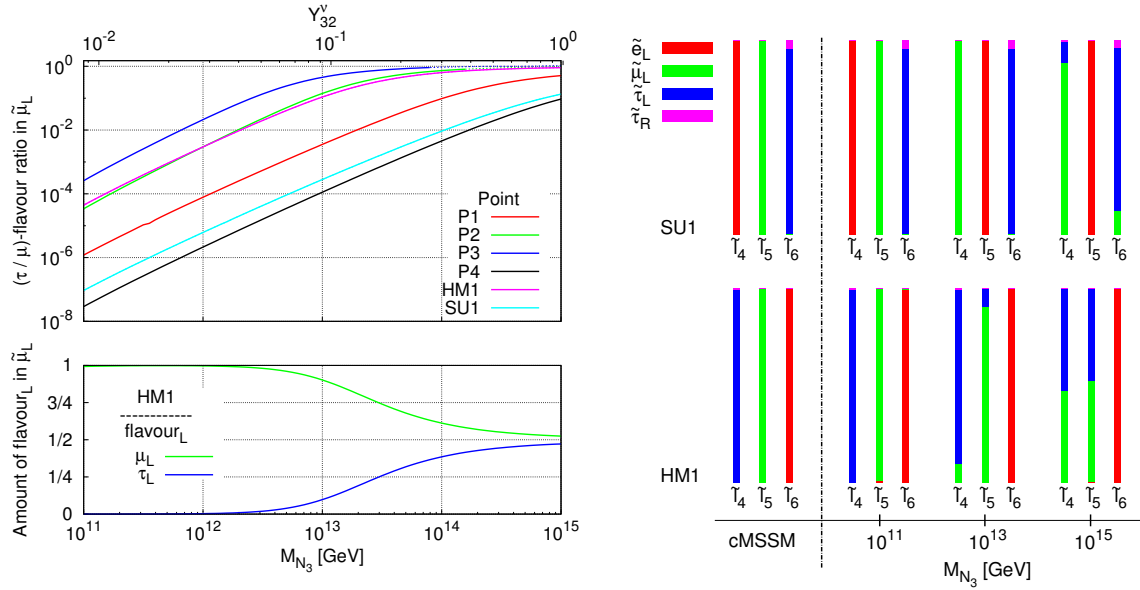 Y^ν_32
10^-2 10^-1 10^0
(τ / μ)-flavour ratio in μ̃_L
10^0
10^-2
10^-4
10^-6
10^-8
Point
P1
P2
P3
P4
HM1
SU1
Amount of flavour_L in μ̃_L
1
3/4
1/2
1/4
0
HM1
flavour_L
μ_L
τ_L
10^11 10^12 10^13 10^14 10^15
M_N_3 [GeV]
ẽ_L
μ̃_L
τ̃_L
τ̃_R
SU1
l̃_4 l̃_5 l̃_6 l̃_4 l̃_5 l̃_6 l̃_4 l̃_5 l̃_6 l̃_4 l̃_5 l̃_6
HM1
l̃_4 l̃_5 l̃_6 l̃_4 l̃_5 l̃_6 l̃_4 l̃_5 l̃_6 l̃_4 l̃_5 l̃_6
cMSSM 10^11 10^13 10^15
M_N_3 [GeV]